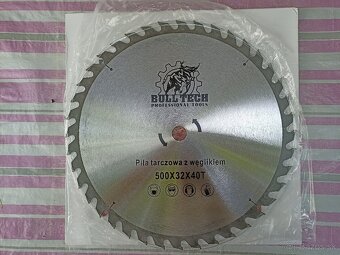 BULL TECH
PROFESSIONAL TOOLS
Piła tarczowa z węglikiem
500X32X40T